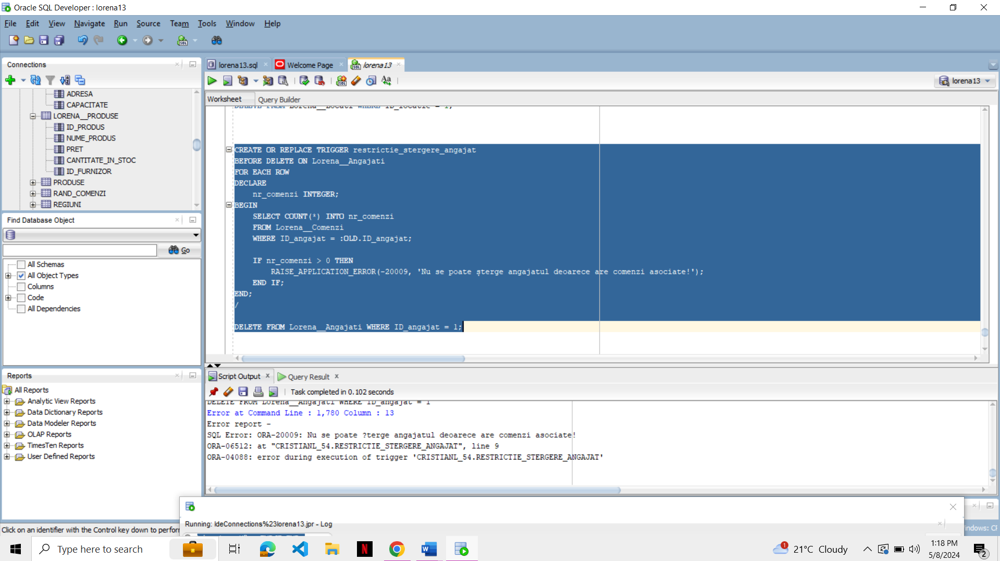 Oracle SQL Developer : lorena13
File Edit View Navigate Run Source Team Tools Window Help
Connections
lorena13.sql
Welcome Page
lorena13
lorena13
Worksheet
Query Builder
ADRESA
CAPACITATE
LORENA__PRODUSE
ID_PRODUS
NUME_PRODUS
PRET
CANTITATE_IN_STOC
ID_FURNIZOR
PRODUSE
RAND_COMENZI
REGIUNI
DELETE FROM Lorena__Locati WHERE ID_locatie = 1;
CREATE OR REPLACE TRIGGER restrictie_stergere_angajat
BEFORE DELETE ON Lorena__Angajati
FOR EACH ROW
DECLARE
nr_comenzi INTEGER;
BEGIN
SELECT COUNT(*) INTO nr_comenzi
FROM Lorena__Comenzi
WHERE ID_angajat = :OLD.ID_angajat;
IF nr_comenzi > 0 THEN
RAISE_APPLICATION_ERROR(-20009, 'Nu se poate șterge angajatul deoarece are comenzi asociate!');
END IF;
END;
/
DELETE FROM Lorena__Angajati WHERE ID_angajat = 1;
Find Database Object
Go
All Schemas
All Object Types
Columns
Code
All Dependencies
Reports
All Reports
Analytic View Reports
Data Dictionary Reports
Data Modeler Reports
OLAP Reports
TimesTen Reports
User Defined Reports
Script Output
Query Result
Task completed in 0.102 seconds
DELETE FROM Lorena__Angajati WHERE ID_angajat = 1
Error at Command Line : 1,780 Column : 13
Error report -
SQL Error: ORA-20009: Nu se poate ?terge angajatul deoarece are comenzi asociate!
ORA-06512: at "CRISTIANL_54.RESTRICTIE_STERGERE_ANGAJAT", line 9
ORA-04088: error during execution of trigger 'CRISTIANL_54.RESTRICTIE_STERGERE_ANGAJAT'
Running: IdeConnections%23lorena13.jpr - Log
Click on an identifier with the Control key down to perform
indows: CF
Type here to search
1
21°C Cloudy
1:18 PM
5/8/2024
2